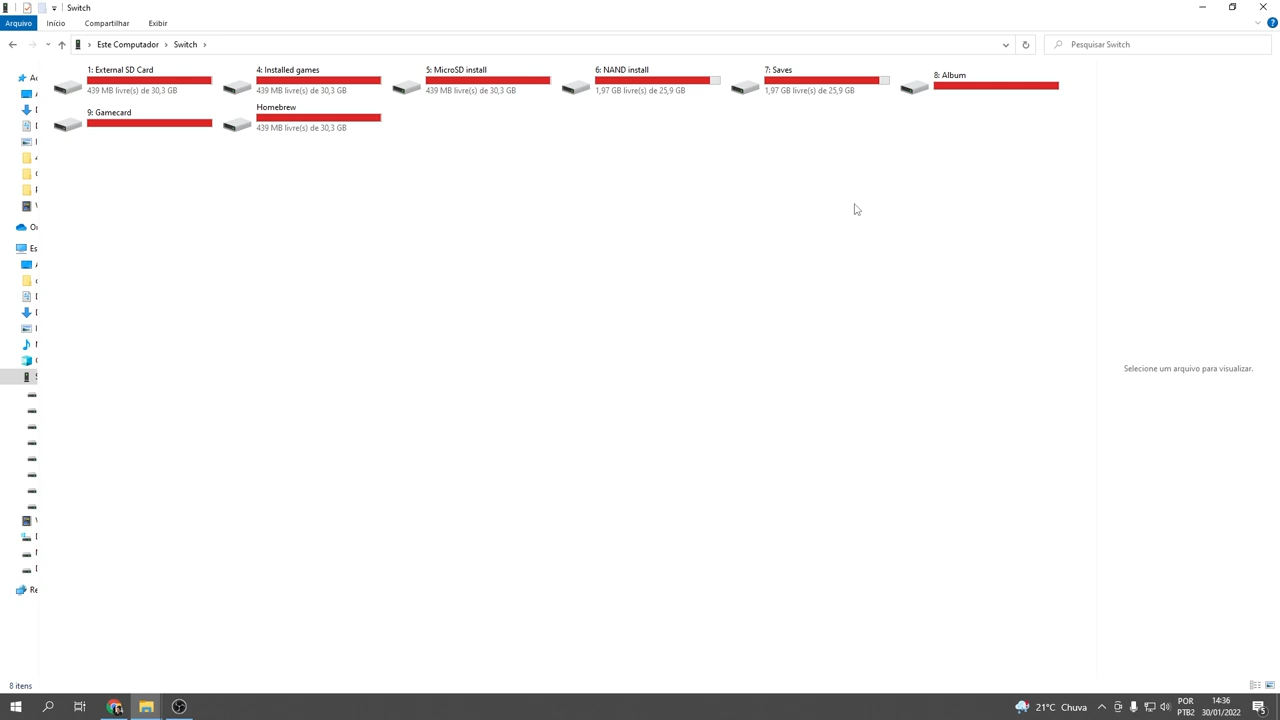 Switch
Arquivo Início Compartilhar Exibir
Este Computador Switch
Pesquisar Switch
1: External SD Card
439 MB livre(s) de 30,3 GB
4: Installed games
439 MB livre(s) de 30,3 GB
5: MicroSD install
439 MB livre(s) de 30,3 GB
6: NAND install
1,97 GB livre(s) de 25,9 GB
7: Saves
1,97 GB livre(s) de 25,9 GB
8: Album
9: Gamecard
Homebrew
439 MB livre(s) de 30,3 GB
Selecione um arquivo para visualizar.
8 itens
21°C Chuva
POR
PTB2
14:36
30/01/2022